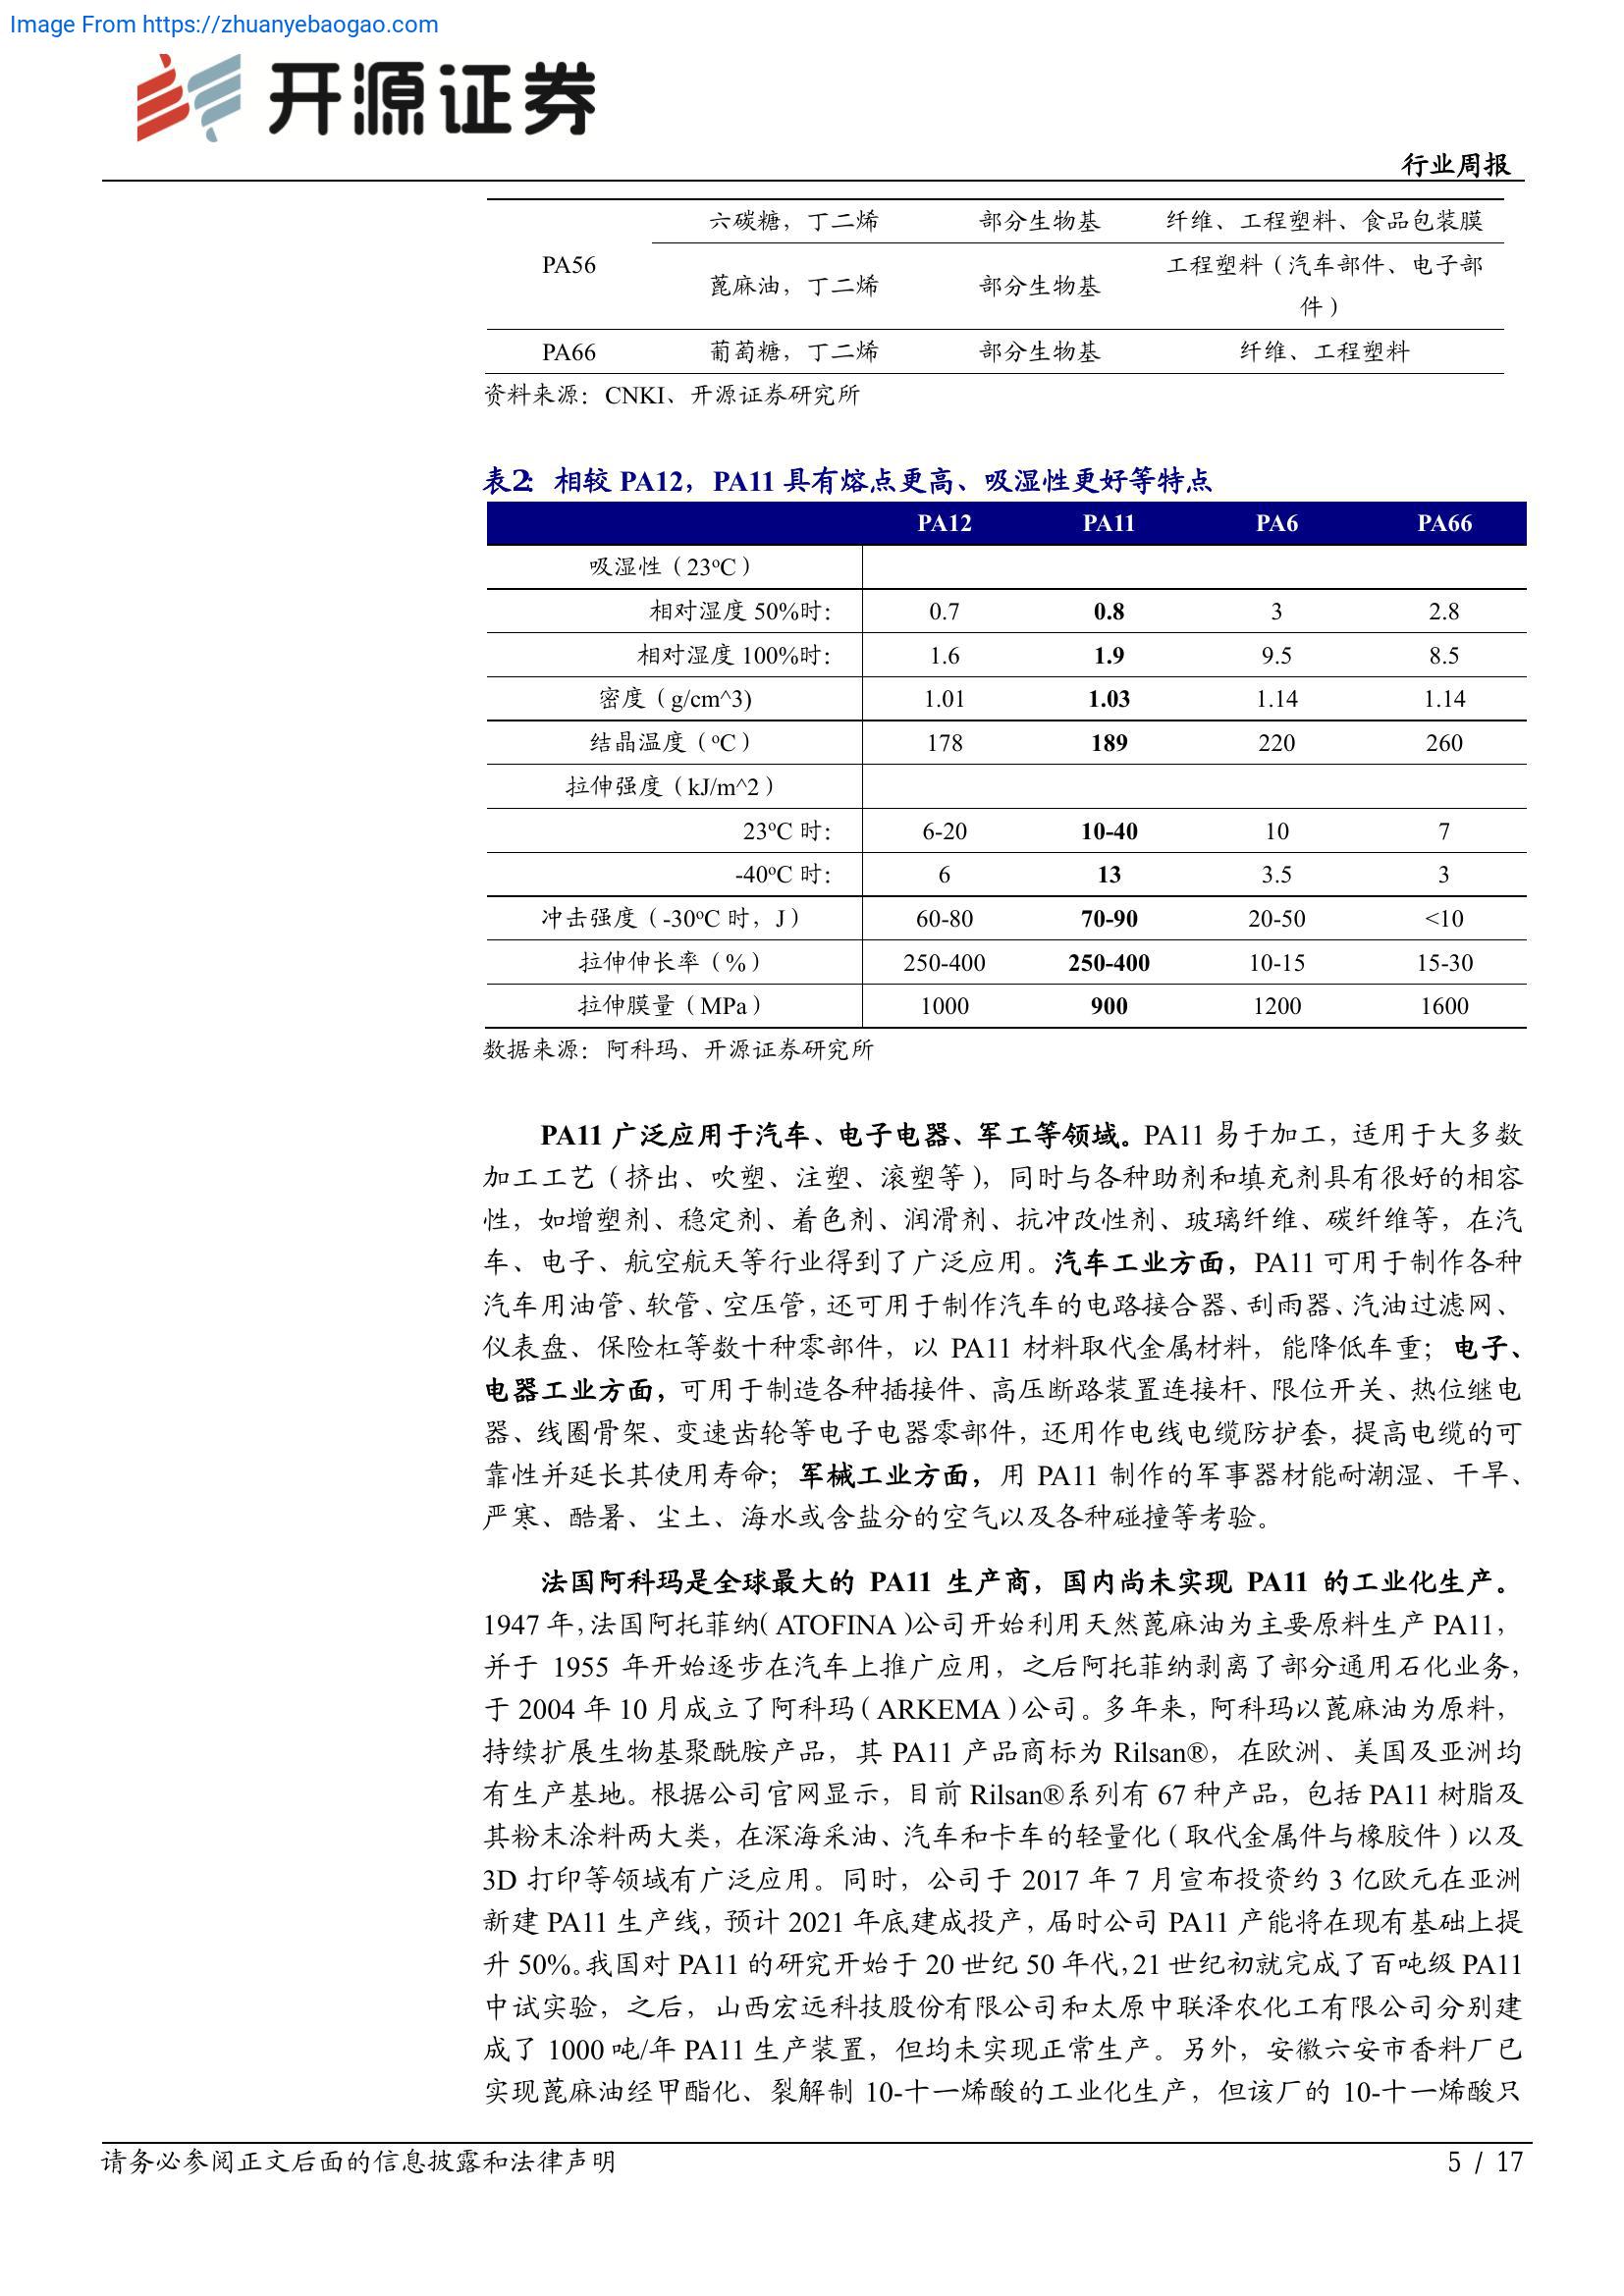 Image From https://zhuanyebaogao.com
开源证券
行业周报
PA56
六碳糖，丁二烯 部分生物基 纤维、工程塑料、食品包装膜
蓖麻油，丁二烯 部分生物基 工程塑料（汽车部件、电子部
件）
PA66 葡萄糖，丁二烯 部分生物基 纤维、工程塑料
资料来源：CNKI、开源证券研究所
表2： 相较 PA12，PA11 具有熔点更高、吸湿性更好等特点
PA12 PA11 PA6 PA66
吸湿性（23ºC）
相对湿度 50%时： 0.7 0.8 3 2.8
相对湿度 100%时： 1.6 1.9 9.5 8.5
密度（g/cm^3) 1.01 1.03 1.14 1.14
结晶温度（ºC） 178 189 220 260
拉伸强度（kJ/m^2）
23ºC 时： 6-20 10-40 10 7
-40ºC 时： 6 13 3.5 3
冲击强度（-30ºC 时，J） 60-80 70-90 20-50 <10
拉伸伸长率（%） 250-400 250-400 10-15 15-30
拉伸膜量（MPa） 1000 900 1200 1600
数据来源：阿科玛、开源证券研究所
PA11 广泛应用于汽车、电子电器、军工等领域。PA11 易于加工，适用于大多数
加工工艺（挤出、吹塑、注塑、滚塑等），同时与各种助剂和填充剂具有很好的相容
性，如增塑剂、稳定剂、着色剂、润滑剂、抗冲改性剂、玻璃纤维、碳纤维等，在汽
车、电子、航空航天等行业得到了广泛应用。汽车工业方面，PA11 可用于制作各种
汽车用油管、软管、空压管，还可用于制作汽车的电路接合器、刮雨器、汽油过滤网、
仪表盘、保险杠等数十种零部件，以 PA11 材料取代金属材料，能降低车重；电子、
电器工业方面，可用于制造各种插接件、高压断路装置连接杆、限位开关、热位继电
器、线圈骨架、变速齿轮等电子电器零部件，还用作电线电缆防护套，提高电缆的可
靠性并延长其使用寿命；军械工业方面，用 PA11 制作的军事器材能耐潮湿、干旱、
严寒、酷暑、尘土、海水或含盐分的空气以及各种碰撞等考验。
法国阿科玛是全球最大的 PA11 生产商，国内尚未实现 PA11 的工业化生产。
1947 年，法国阿托菲纳（ATOFINA）公司开始利用天然蓖麻油为主要原料生产 PA11，
并于 1955 年开始逐步在汽车上推广应用，之后阿托菲纳剥离了部分通用石化业务，
于 2004 年 10 月成立了阿科玛（ARKEMA）公司。多年来，阿科玛以蓖麻油为原料，
持续扩展生物基聚酰胺产品，其 PA11 产品商标为 Rilsan®，在欧洲、美国及亚洲均
有生产基地。根据公司官网显示，目前 Rilsan®系列有 67 种产品，包括 PA11 树脂及
其粉末涂料两大类，在深海采油、汽车和卡车的轻量化（取代金属件与橡胶件）以及
3D 打印等领域有广泛应用。同时，公司于 2017 年 7 月宣布投资约 3 亿欧元在亚洲
新建 PA11 生产线，预计 2021 年底建成投产，届时公司 PA11 产能将在现有基础上提
升 50%。我国对 PA11 的研究开始于 20 世纪 50 年代，21 世纪初就完成了百吨级 PA11
中试实验，之后，山西宏远科技股份有限公司和太原中联泽农化工有限公司分别建
成了 1000 吨/年 PA11 生产装置，但均未实现正常生产。另外，安徽六安市香料厂已
实现蓖麻油经甲酯化、裂解制 10-十一烯酸的工业化生产，但该厂的 10-十一烯酸只
请务必参阅正文后面的信息披露和法律声明
5 / 17